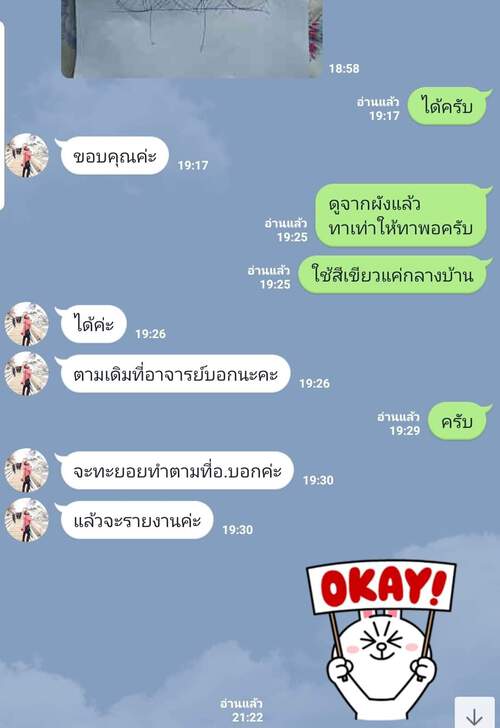 18:58
ได้ครับ
อ่านแล้ว
19:17
ขอบคุณค่ะ
19:17
ดูจากผังแล้ว
ทาเท่าให้ทาพอครับ
อ่านแล้ว
19:25
ใช้สีเขียวแค่กลางบ้าน
อ่านแล้ว
19:25
ได้ค่ะ
19:26
ตามเดิมที่อาจารย์บอกนะคะ
19:26
ครับ
อ่านแล้ว
19:29
จะทะยอยทำตามที่อ.บอกค่ะ
19:30
แล้วจะรายงานค่ะ
19:30
OKAY!
อ่านแล้ว
21:22